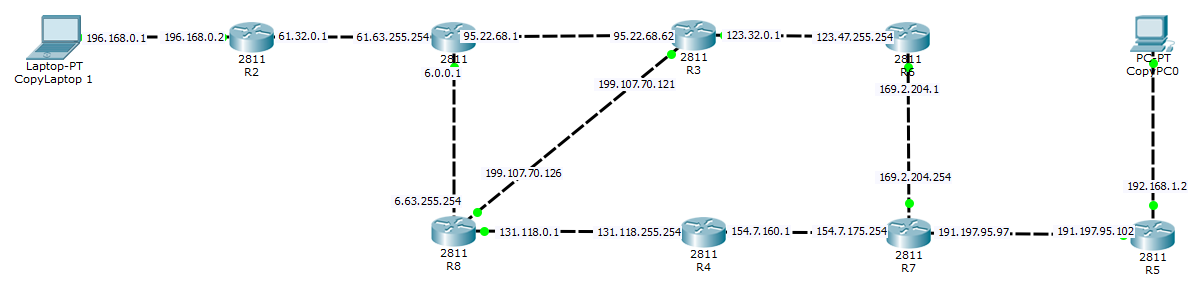 196.168.0.1
196.168.0.2
61.32.0.1
61.63.255.254
95.22.68.1
95.22.68.62
123.32.0.1
123.47.255.254
Laptop-PT
CopyLaptop 1
2811
R2
2811
6.0.0.1
2811
R3
2811
PC-PT
CopyPC0
199.107.70.121
169.2.204.1
199.107.70.126
169.2.204.254
192.168.1.2
6.63.255.254
131.118.0.1
131.118.255.254
154.7.160.1
154.7.175.254
191.197.95.97
191.197.95.102
2811
R8
2811
R4
2811
R7
2811
R5